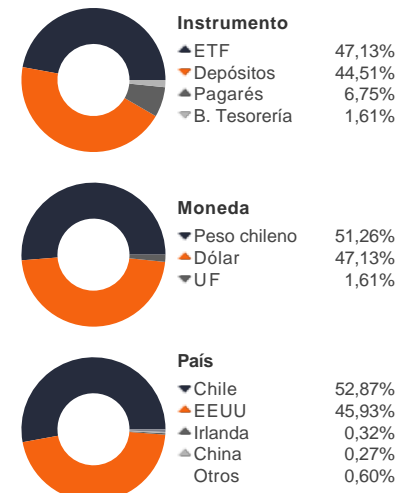 Instrumento
ETF 47,13%
Depósitos 44,51%
Pagarés 6,75%
B. Tesorería 1,61%
Moneda
Peso chileno 51,26%
Dólar 47,13%
UF 1,61%
País
Chile 52,87%
EEUU 45,93%
Irlanda 0,32%
China 0,27%
Otros 0,60%